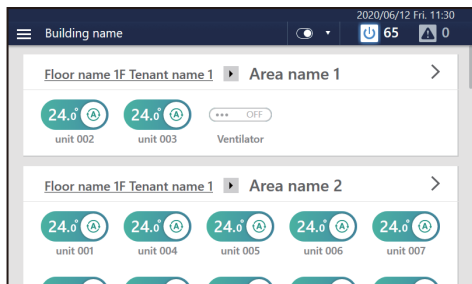 2020/06/12 Fri. 11:30
Building name 65 0
Floor name 1F Tenant name 1 Area name 1
24.0° A 24.0° A ••• OFF
unit 002 unit 003 Ventilator
Floor name 1F Tenant name 1 Area name 2
24.0° A 24.0° A 24.0° A 24.0° A 24.0° A
unit 001 unit 004 unit 005 unit 006 unit 007